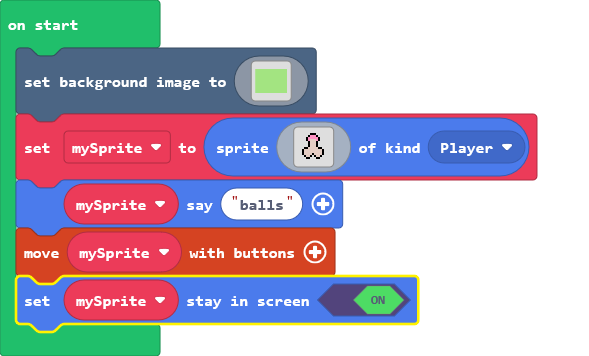 on start
set background image to
set mySprite to sprite of kind Player
mySprite say "balls"
move mySprite with buttons
set mySprite stay in screen ON